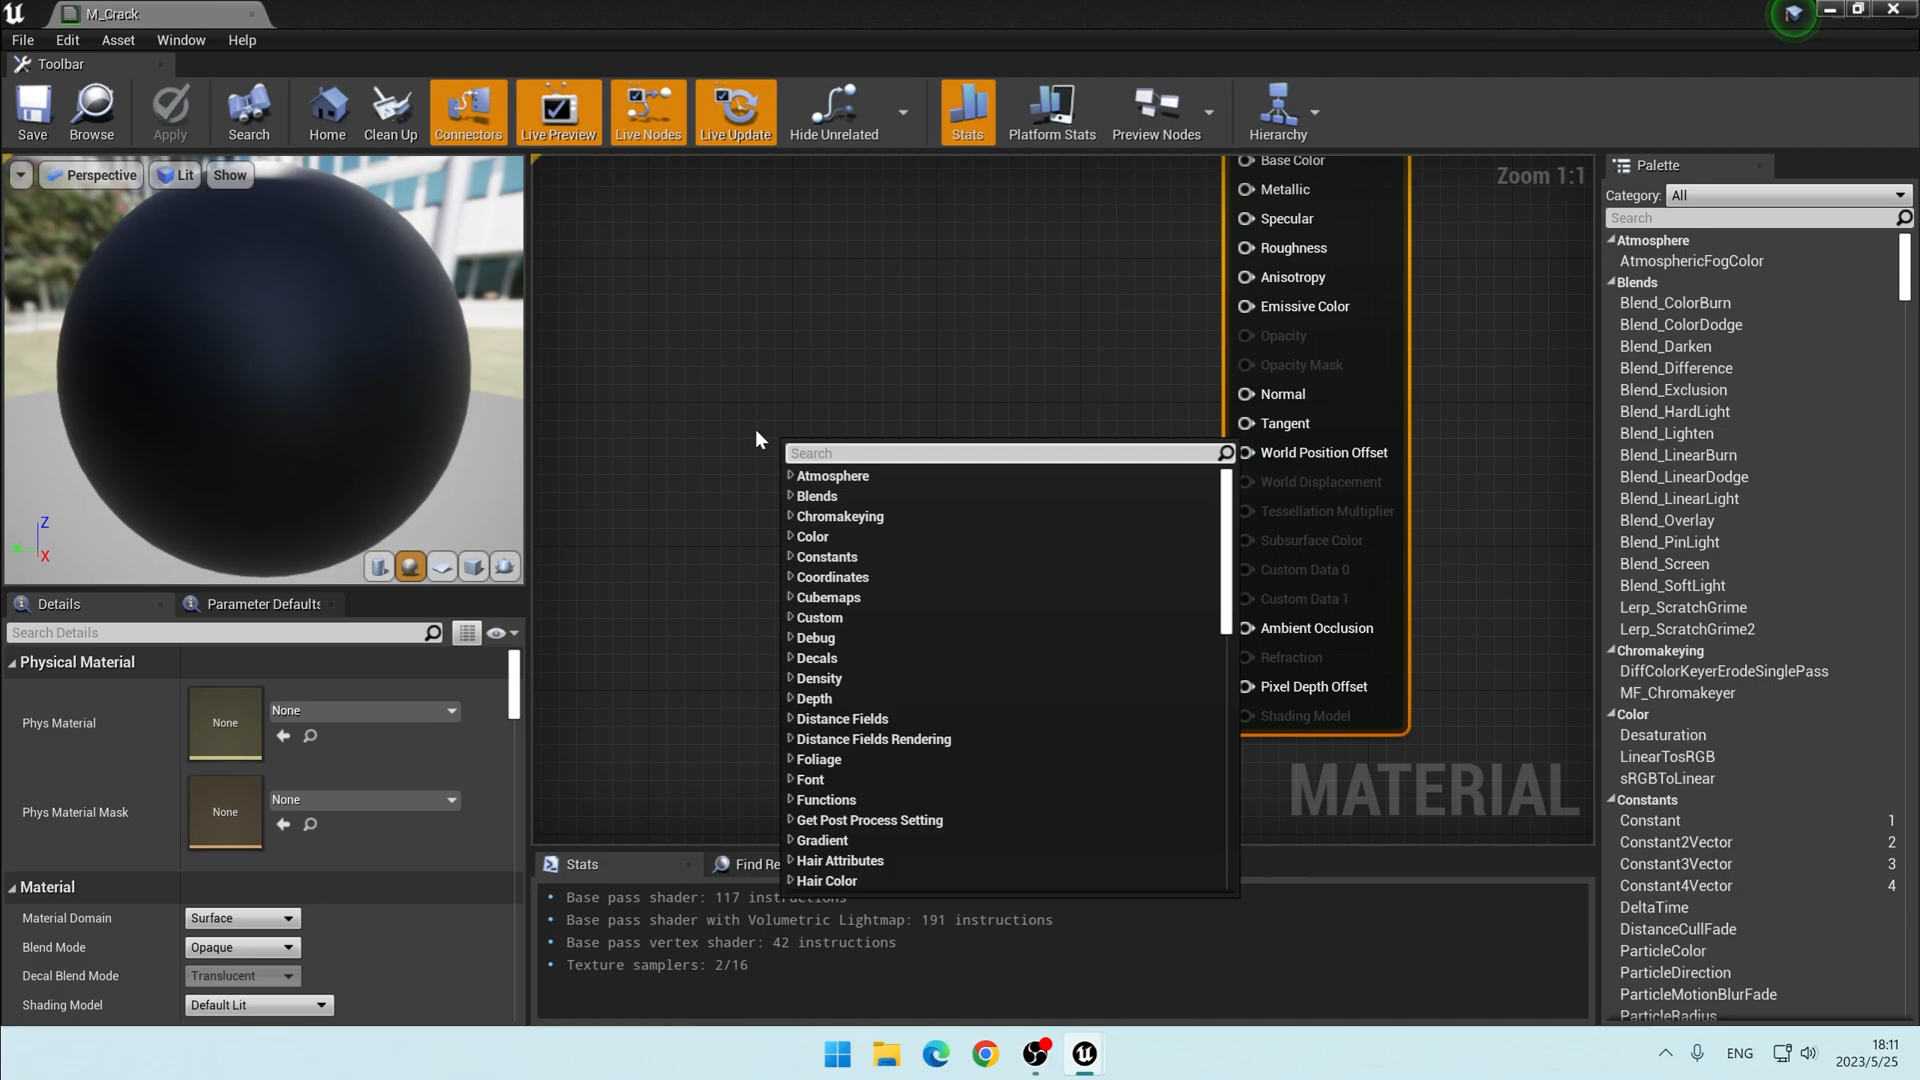 M_Crack
File Edit Asset Window Help
Toolbar
Save Browse Apply Search Home Clean Up Connectors Live Preview Live Nodes Live Update Hide Unrelated Stats Platform Stats Preview Nodes Hierarchy
Perspective Lit Show
Z
X
Details Parameter Defaults
Search Details
Physical Material
Phys Material
None
None
Phys Material Mask
None
None
Material
Material Domain Surface
Blend Mode Opaque
Decal Blend Mode Translucent
Shading Model Default Lit
Zoom 1:1
Base Color
Metallic
Specular
Roughness
Anisotropy
Emissive Color
Opacity
Opacity Mask
Normal
Tangent
World Position Offset
World Displacement
Tessellation Multiplier
Subsurface Color
Custom Data 0
Custom Data 1
Ambient Occlusion
Refraction
Pixel Depth Offset
Shading Model
MATERIAL
Search
Atmosphere
Blends
Chromakeying
Color
Constants
Coordinates
Cubemaps
Custom
Debug
Decals
Density
Depth
Distance Fields
Distance Fields Rendering
Foliage
Font
Functions
Get Post Process Setting
Gradient
Hair Attributes
Hair Color
Stats Find Re
Base pass shader: 117 instructions
Base pass shader with Volumetric Lightmap: 191 instructions
Base pass vertex shader: 42 instructions
Texture samplers: 2/16
Palette
Category: All
Search
Atmosphere
AtmosphericFogColor
Blends
Blend_ColorBurn
Blend_ColorDodge
Blend_Darken
Blend_Difference
Blend_Exclusion
Blend_HardLight
Blend_Lighten
Blend_LinearBurn
Blend_LinearDodge
Blend_LinearLight
Blend_Overlay
Blend_PinLight
Blend_Screen
Blend_SoftLight
Lerp_ScratchGrime
Lerp_ScratchGrime2
Chromakeying
DiffColorKeyerErodeSinglePass
MF_Chromakeyer
Color
Desaturation
LinearTosRGB
sRGBToLinear
Constants
Constant 1
Constant2Vector 2
Constant3Vector 3
Constant4Vector 4
DeltaTime
DistanceCullFade
ParticleColor
ParticleDirection
ParticleMotionBlurFade
ParticleRadius
ENG
18:11
2023/5/25